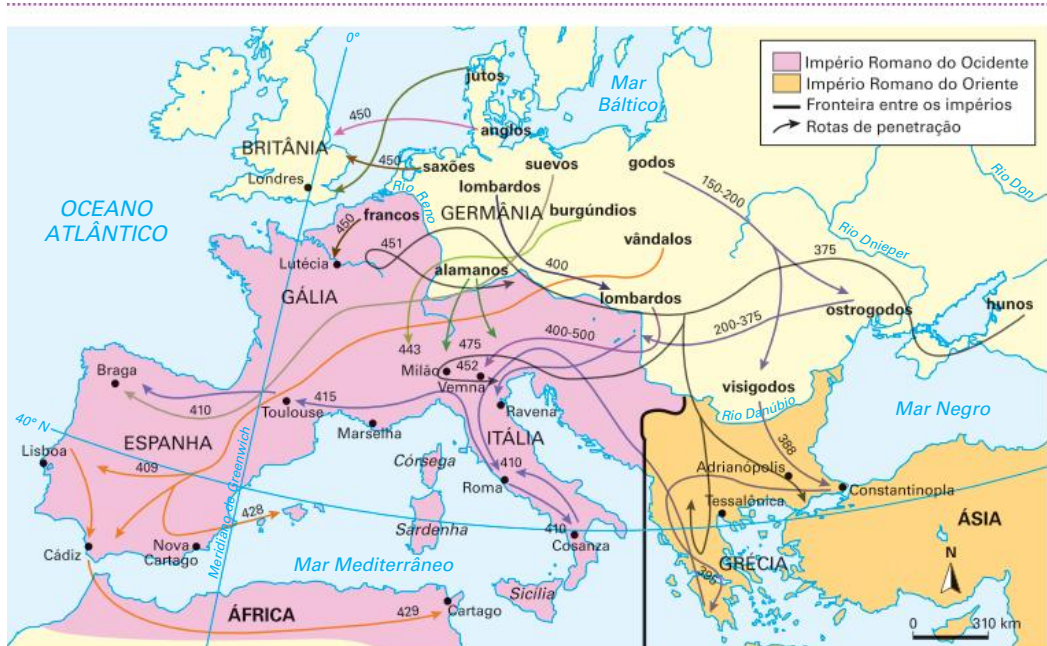 Império Romano do Ocidente
Império Romano do Oriente
Fronteira entre os impérios
Rotas de penetração
0°
Mar
Báltico
jutos
450
anglos
BRITÂNIA
450
saxões
suevos
godos
Londres
Rio Reno
lombardos
150-200
Rio Don
OCEANO
ATLÂNTICO
francos
GERMÂNIA
burgúndios
450
451
vândalos
Rio Dnieper
375
Lutécia
alamanos
400
GÁLIA
lombardos
ostrogodos
hunos
200-375
400-500
443
475
Milão
452
Vemna
Braga
visigodos
415
Ravena
Rio Danúbio
Mar Negro
410
Toulouse
Marselha
ITÁLIA
40° N
ESPANHA
388
Lisboa
Córsega
Adrianópolis
409
410
Roma
Constantinopla
Tessalônica
Meridiano de Greenwich
428
Sardenha
410
ÁSIA
Cádiz
Nova
Cartago
Cosanza
N
Mar Mediterrâneo
GRÉCIA
395
Sicília
ÁFRICA
429
Cartago
0 310 km